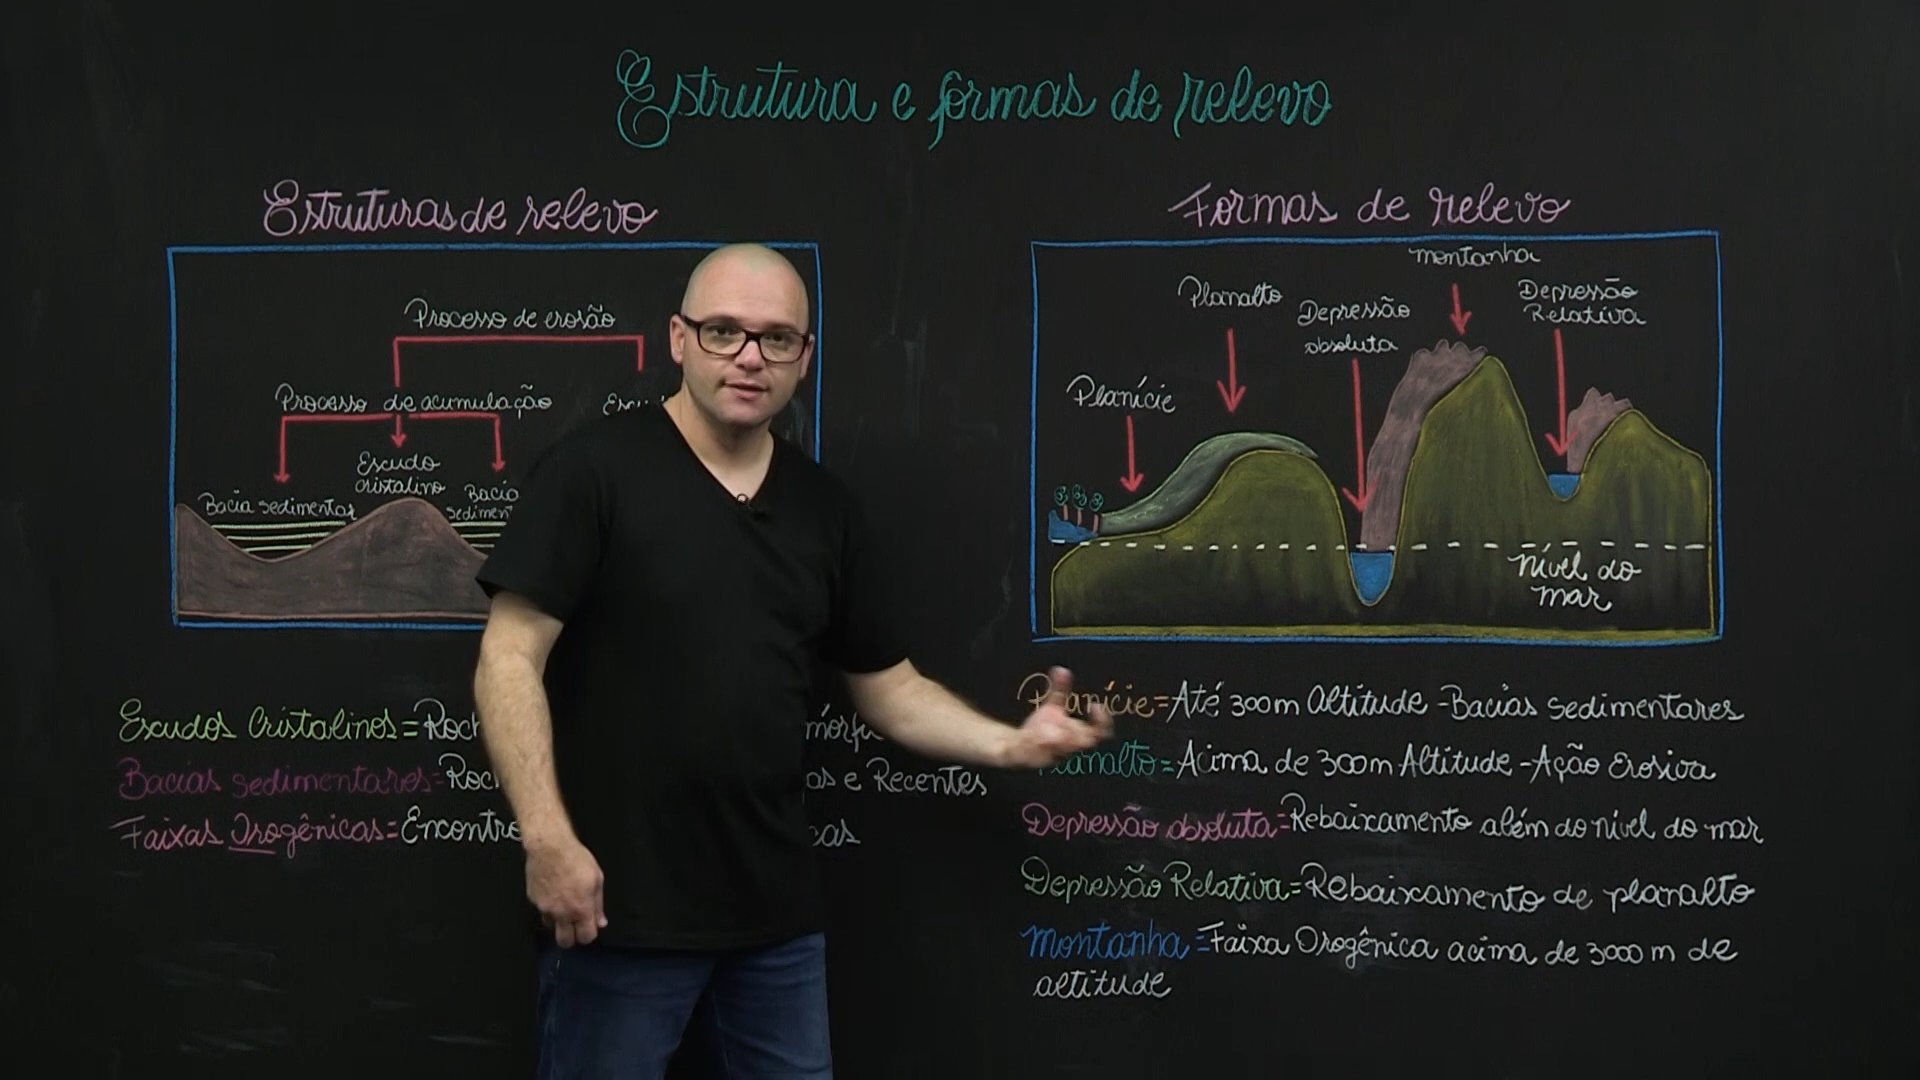 Estrutura e formas de relevo
Estruturas de relevo
Processo de erosão
Processo de acumulação
Escudo
cristalino
Bacia sedimentar
Bacia
Escudos Cristalinos =
Bacias sedimentares =
e Recentes
Faixas Orogênicas =
Formas de relevo
montanha
Planalto
Depressão
absoluta
Depressão
Relativa
Planície
Nível do
mar
Planície = Até 300m Altitude - Bacias sedimentares
Planalto = Acima de 300m Altitude - Ação Erosiva
Depressão absoluta = Rebaixamento além do nível do mar
Depressão Relativa = Rebaixamento de planalto
Montanha = Faixa Orogênica acima de 3000 m de
altitude